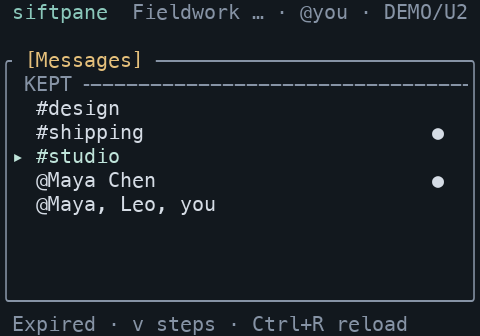 siftpane  Fieldwork … · @you · DEMO/U2
[Messages]
KEPT
#design
#shipping ●
▸ #studio
@Maya Chen ●
@Maya, Leo, you
Expired · v steps · Ctrl+R reload